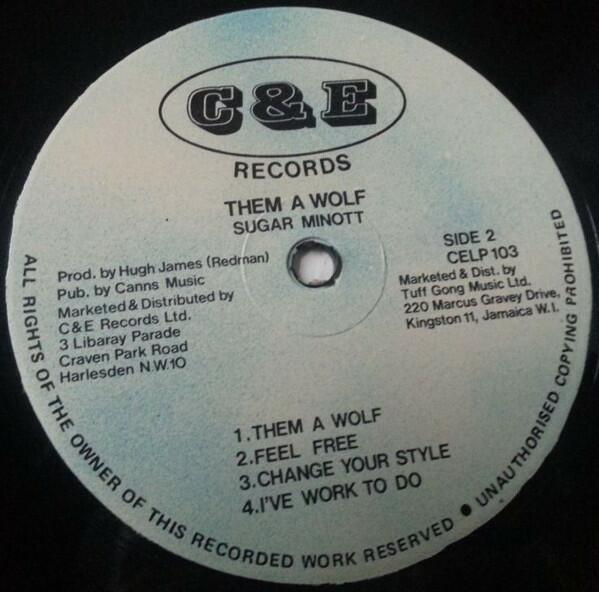 C & E
RECORDS
THEM A WOLF
SUGAR MINOTT
Prod. by Hugh James (Redman)
Pub. by Canns Music
Marketed & Distributed by
C&E Records Ltd.
3 Libaray Parade
Craven Park Road
Harlesden N.W.10
SIDE 2
CELP 103
Marketed & Dist. by
Tuff Gong Music Ltd.
220 Marcus Gravey Drive,
Kingston 11, Jamaica W.I.
1.THEM A WOLF
2.FEEL FREE
3.CHANGE YOUR STYLE
4.I'VE WORK TO DO
ALL RIGHTS OF THE OWNER OF THIS RECORDED WORK RESERVED ● UNAUTHORISED COPYING PROHIBITED